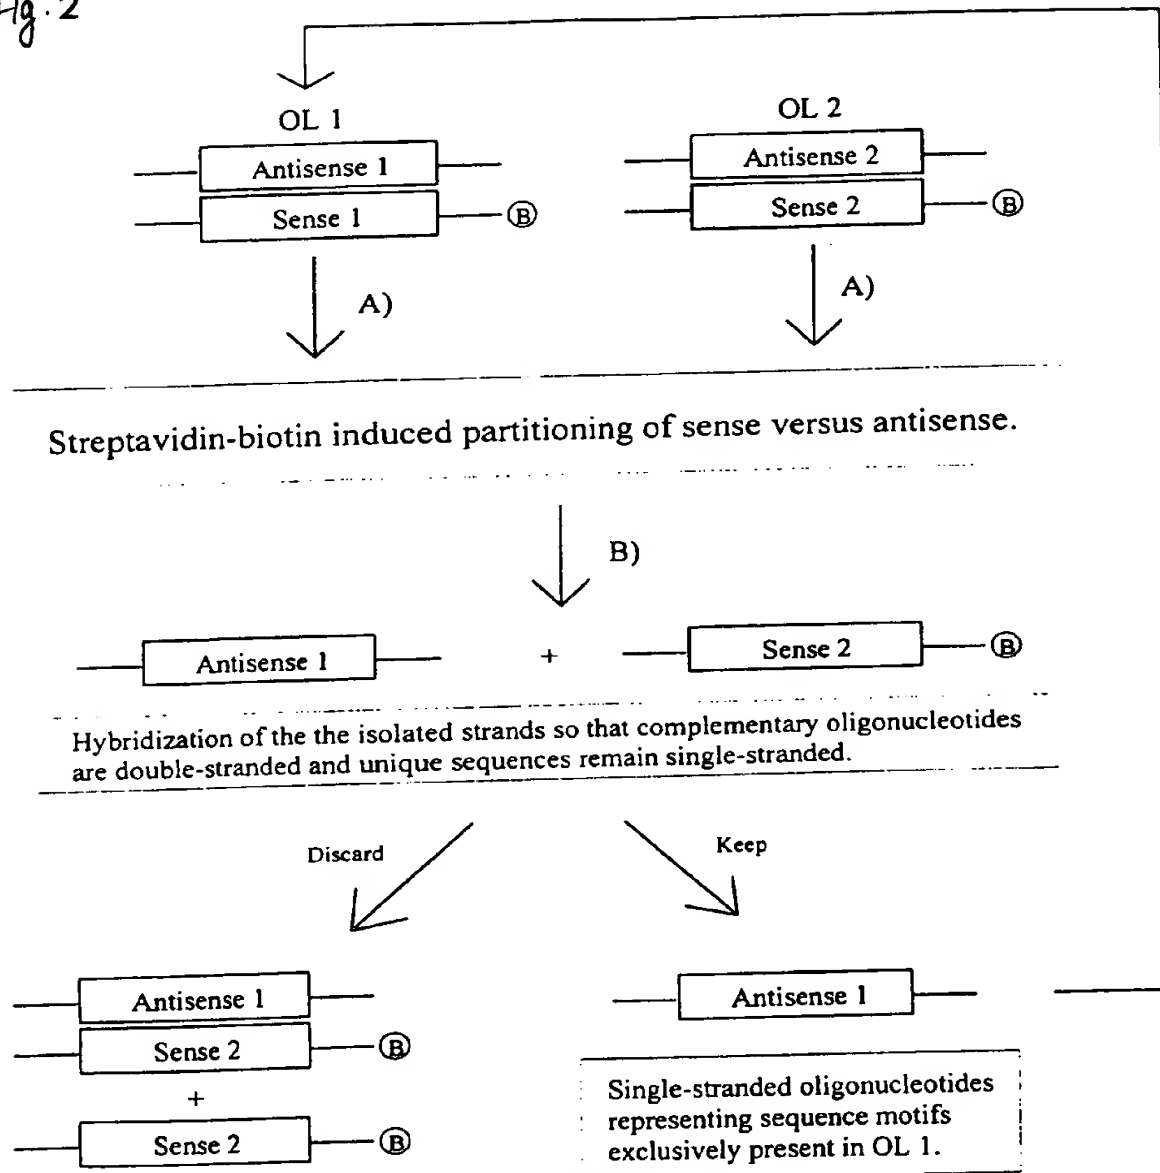 Fig. 2
OL 1
OL 2
Antisense 1
Antisense 2
Sense 1
B
Sense 2
B
A)
A)
Streptavidin-biotin induced partitioning of sense versus antisense.
B)
Antisense 1
+
Sense 2
B
Hybridization of the the isolated strands so that complementary oligonucleotides
are double-stranded and unique sequences remain single-stranded.
Discard
Keep
Antisense 1
Antisense 1
Sense 2
B
+
Sense 2
B
Single-stranded oligonucleotides
representing sequence motifs
exclusively present in OL 1.